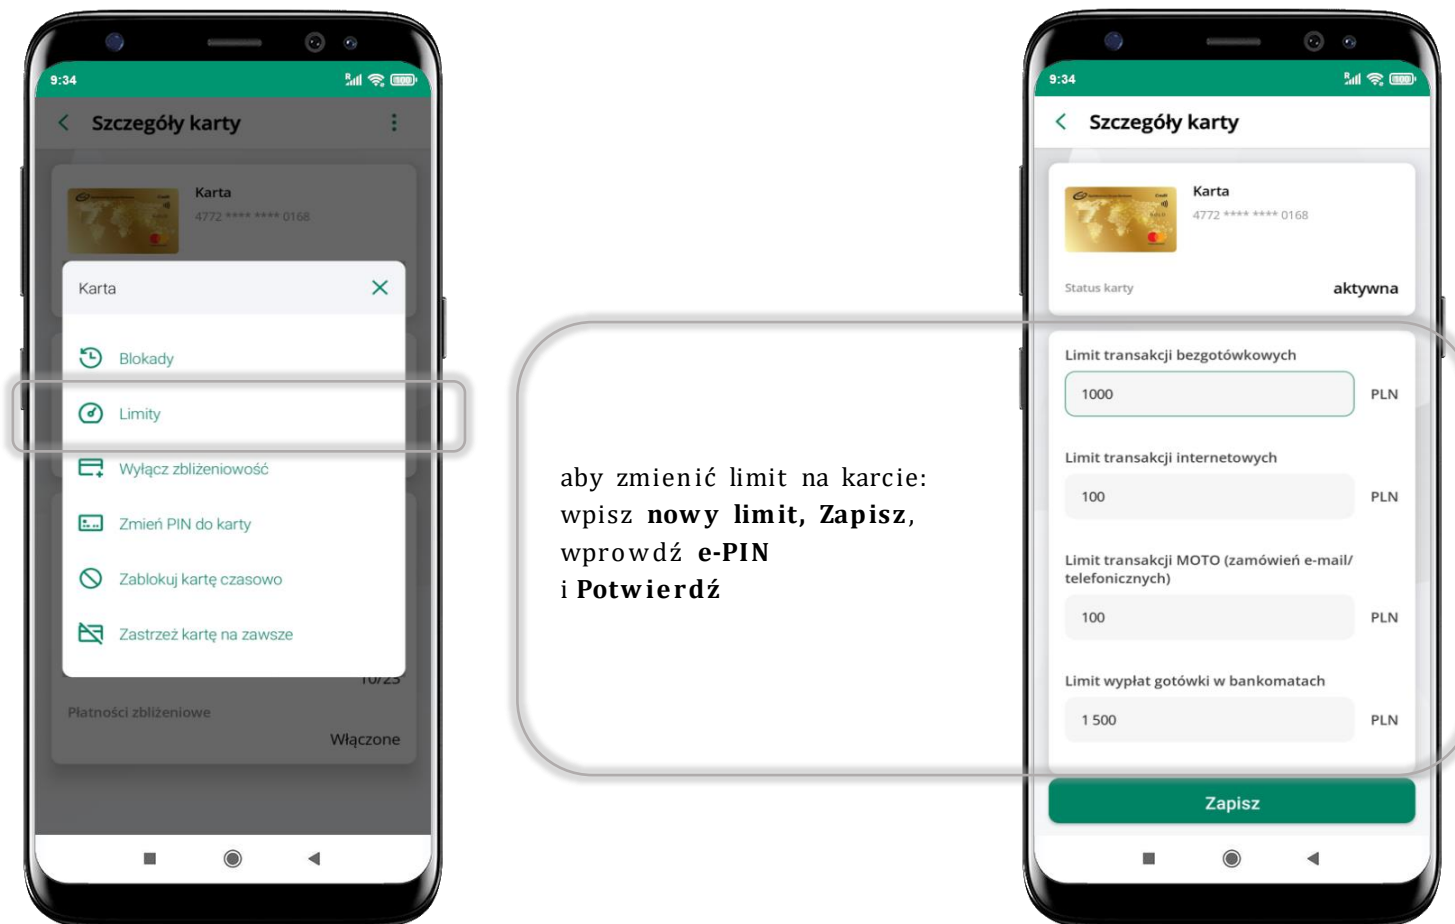 9:34
Szczegóły karty
Karta
4772 **** **** 0168
Karta
Blokady
Limity
Wyłącz zbliżeniowość
Zmień PIN do karty
Zablokuj kartę czasowo
Zastrzeż kartę na zawsze
10/23
Płatności zbliżeniowe
Włączone
aby zmienić limit na karcie:
wpisz nowy limit, Zapisz,
wprowdź e-PIN
i Potwierdź
9:34
Szczegóły karty
Karta
4772 **** **** 0168
Status karty
aktywna
Limit transakcji bezgotówkowych
1000 PLN
Limit transakcji internetowych
100 PLN
Limit transakcji MOTO (zamówień e-mail/
telefonicznych)
100 PLN
Limit wypłat gotówki w bankomatach
1 500 PLN
Zapisz